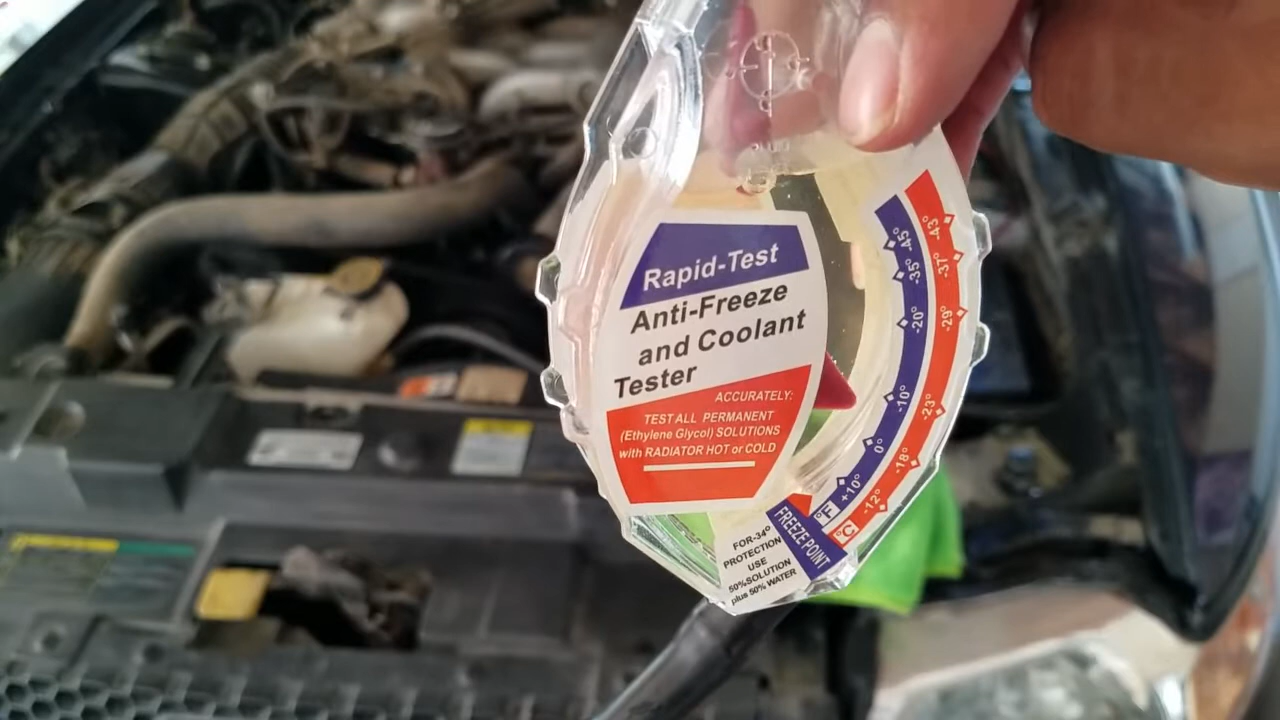 Rapid-Test
Anti-Freeze
and Coolant
Tester
ACCURATELY:
TEST ALL PERMANENT
(Ethylene Glycol) SOLUTIONS
with RADIATOR HOT or COLD
-45°
-35°
-20°
-10°
0°
+10°
°F
-43°
-37°
-29°
-23°
-18°
-12°
°C
FREEZE POINT
FOR-34°
PROTECTION
USE
50%SOLUTION
plus 50% WATER